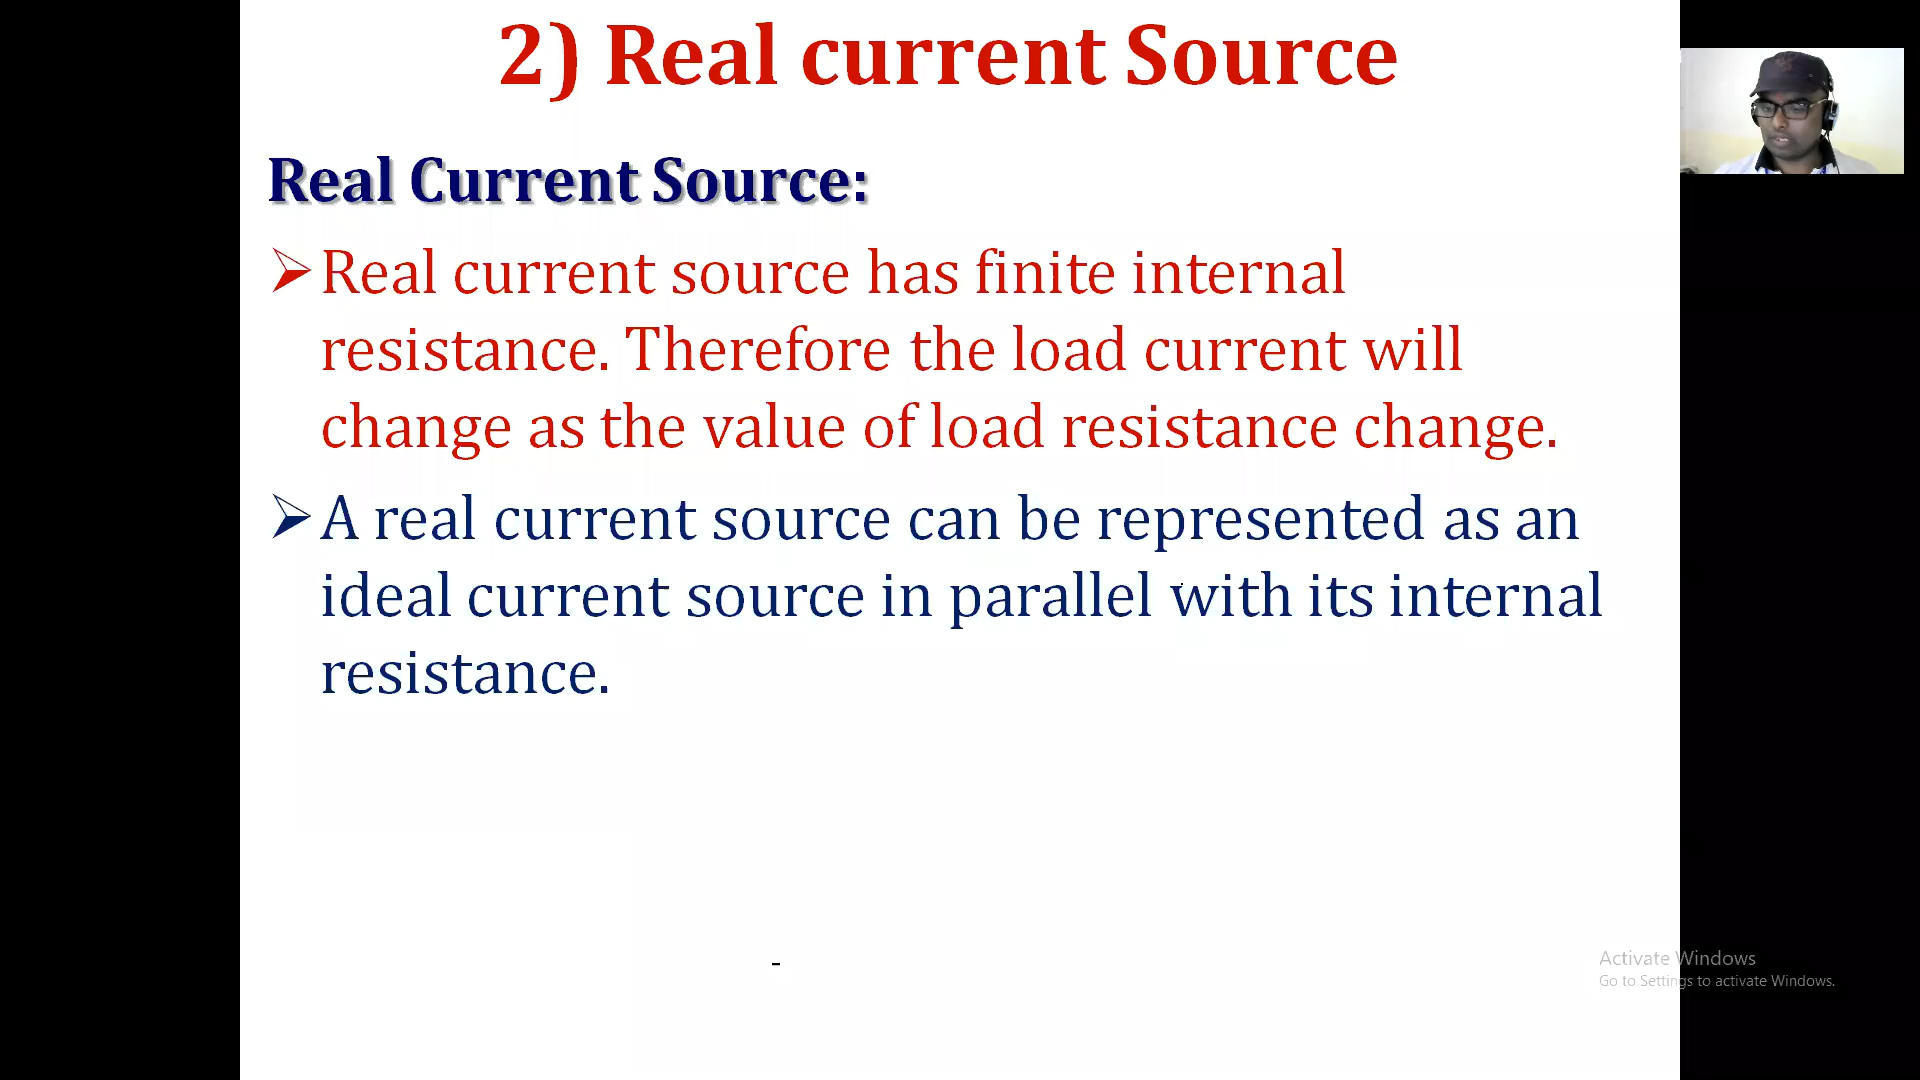 2) Real current Source
Real Current Source:
➢Real current source has finite internal
resistance. Therefore the load current will
change as the value of load resistance change.
➢A real current source can be represented as an
ideal current source in parallel with its internal
resistance.
-
Activate Windows
Go to Settings to activate Windows.